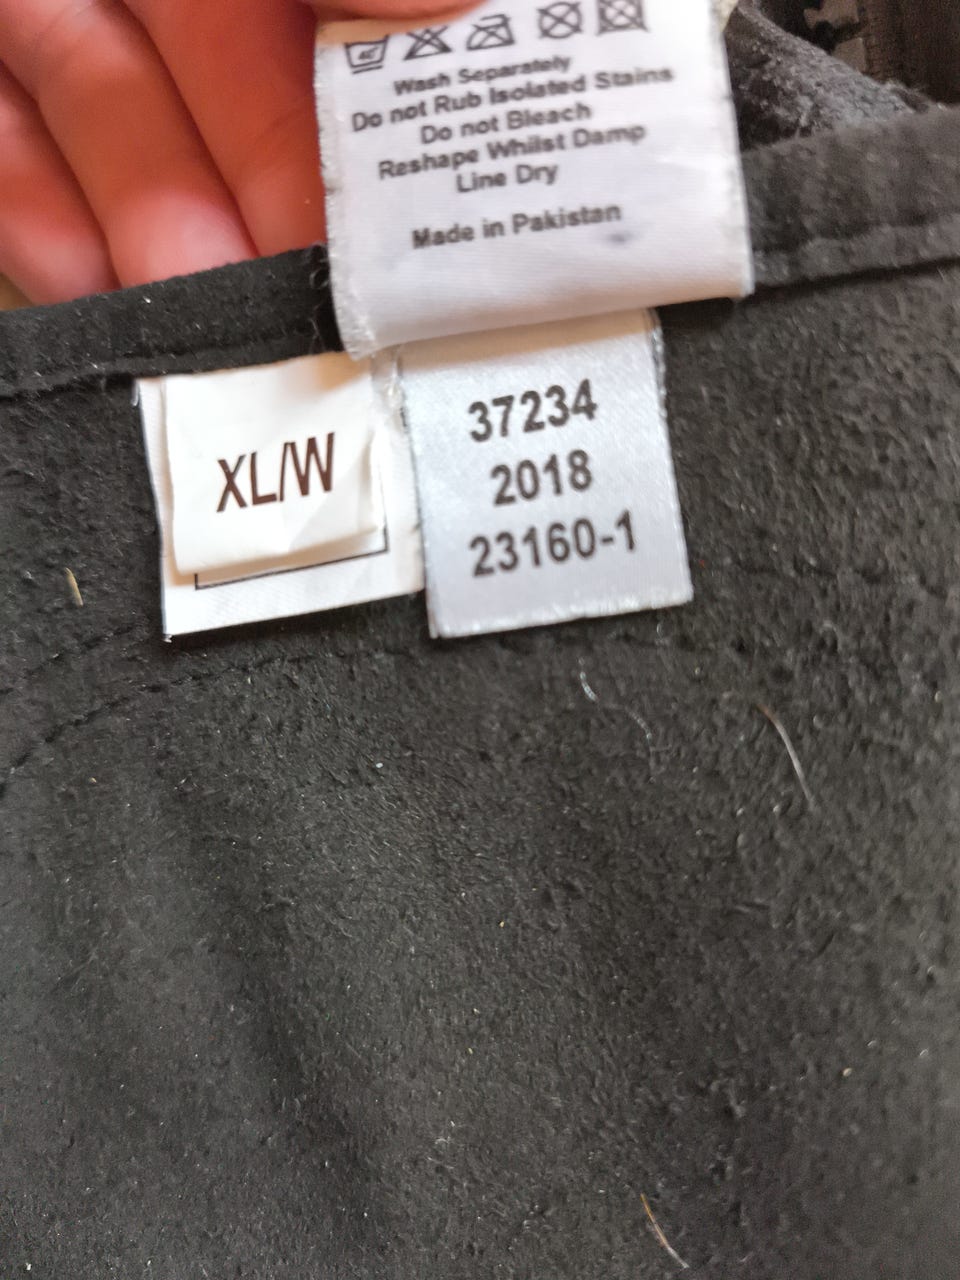 40
Wash Separately
Do not Rub Isolated Stains
Do not Bleach
Reshape Whilst Damp
Line Dry
Made in Pakistan
XL/W
37234
2018
23160-1